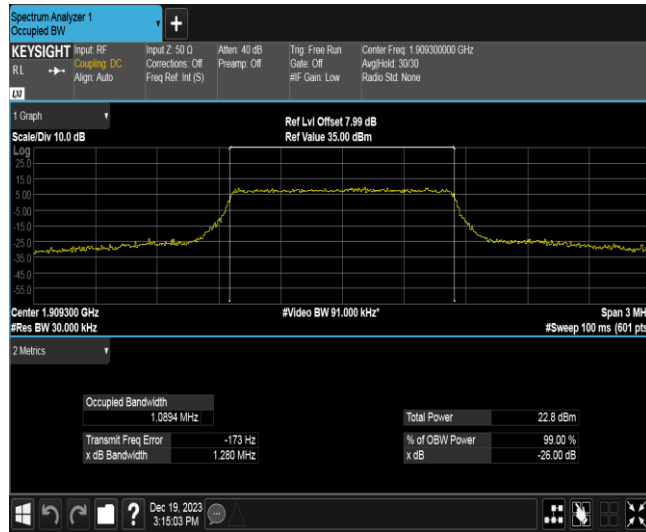 Spectrum Analyzer 1
Occupied BW
+
KEYSIGHT
RL
LXI
Input: RF
Coupling: DC
Align: Auto
Input Z: 50 Ω
Corrections: Off
Freq Ref: Int (S)
Atten: 40 dB
Preamp: Off
Trig: Free Run
Gate: Off
#IF Gain: Low
Center Freq: 1.909300000 GHz
Avg|Hold: 30/30
Radio Std: None
1 Graph
Scale/Div 10.0 dB
Ref Lvl Offset 7.99 dB
Ref Value 35.00 dBm
Log
25.0
15.0
5.00
-5.00
-15.0
-25.0
-35.0
-45.0
-55.0
Center 1.909300 GHz
#Res BW 30.000 kHz
#Video BW 91.000 kHz*
Span 3 MH
#Sweep 100 ms (601 pts
2 Metrics
Occupied Bandwidth
1.0894 MHz
Transmit Freq Error -173 Hz
x dB Bandwidth 1.280 MHz
Total Power 22.8 dBm
% of OBW Power 99.00 %
x dB -26.00 dB
?
Dec 19, 2023
3:15:03 PM